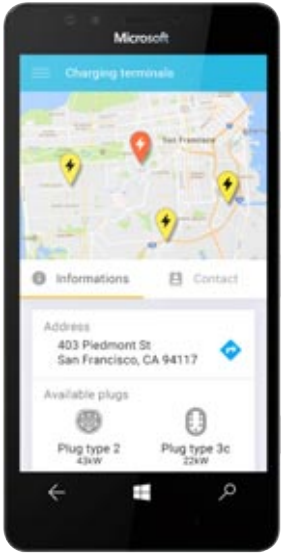 Microsoft
Charging terminals
San Francisco
Informations
Contact
Address
403 Piedmont St
San Francisco, CA 94117
Available plugs
Plug type 2
43kW
Plug type 3c
22kW